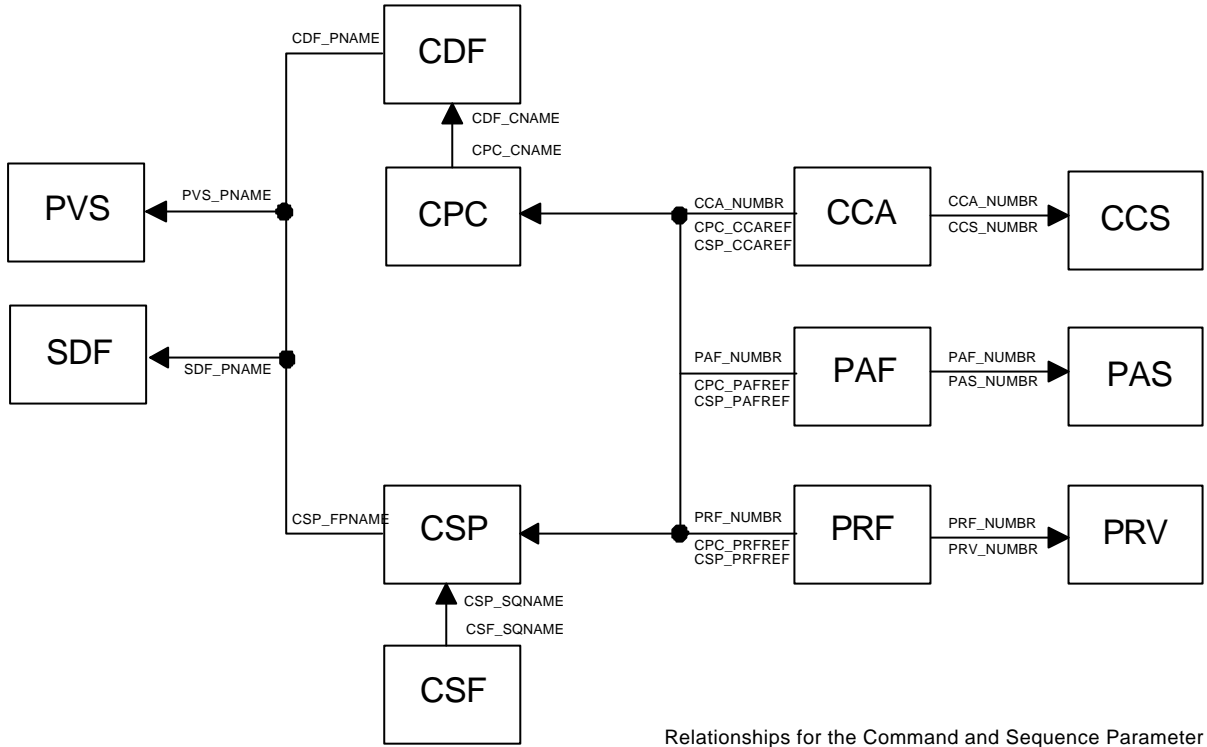 CDF_PNAME
CDF
CDF_CNAME
CPC_CNAME
PVS
PVS_PNAME
CPC
CCA_NUMBR
CPC_CCAREF
CSP_CCAREF
CCA
CCA_NUMBR
CCS_NUMBR
CCS
SDF
SDF_PNAME
PAF_NUMBR
CPC_PAFREF
CSP_PAFREF
PAF
PAF_NUMBR
PAS_NUMBR
PAS
CSP_FPNAME
CSP
PRF_NUMBR
CPC_PRFREF
CSP_PRFREF
PRF
PRF_NUMBR
PRV_NUMBR
PRV
CSP_SQNAME
CSF_SQNAME
CSF
Relationships for the Command and Sequence Parameter